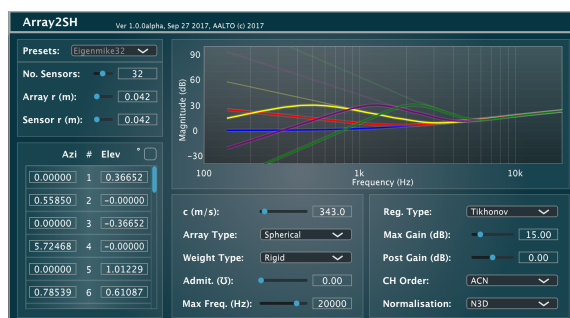 Array2SH Ver 1.0.0alpha, Sep 27 2017, AALTO (c) 2017
Presets: Eigenmike32
No. Sensors: 32
Array r (m): 0.042
Sensor r (m): 0.042
Azi # Elev °
0.00000 1 0.36652
0.55850 2 -0.00000
0.00000 3 -0.36652
5.72468 4 -0.00000
0.00000 5 1.01229
0.78539 6 0.61087
Magnitude (dB)
90
60
30
0
-30
100 1k 10k
Frequency (Hz)
c (m/s): 343.0
Array Type: Spherical
Weight Type: Rigid
Admit. (℧): 0.00
Max Freq. (Hz): 20000
Reg. Type: Tikhonov
Max Gain (dB): 15.00
Post Gain (dB): 0.00
CH Order: ACN
Normalisation: N3D